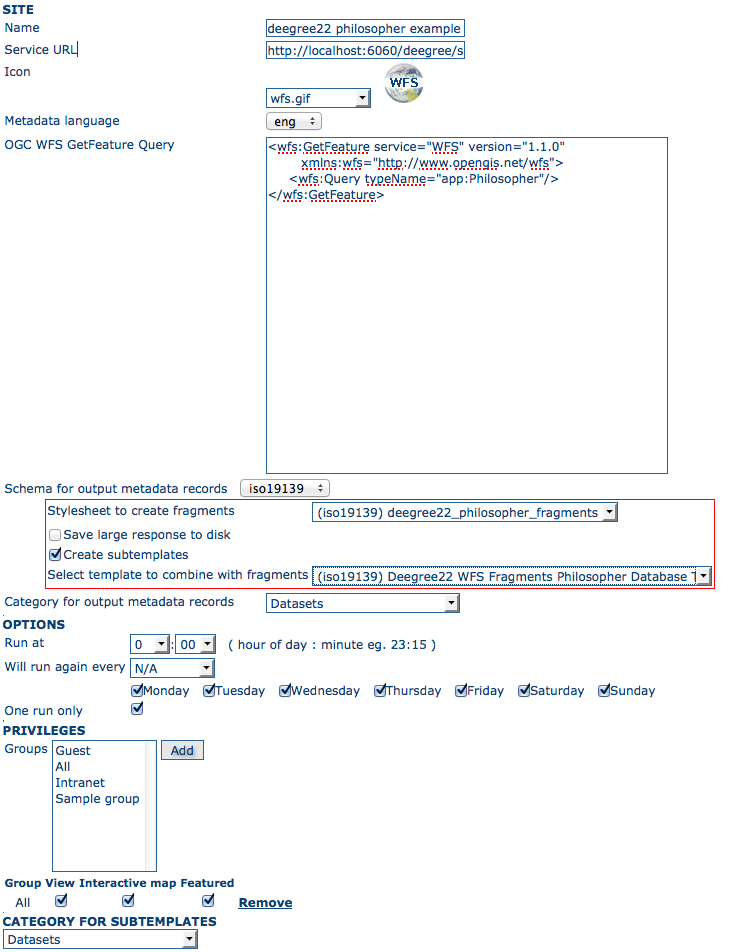 SITE
Name deegree22 philosopher example
Service URL http://localhost:6060/deegree/s
Icon WFS
wfs.gif
Metadata language eng
OGC WFS GetFeature Query <wfs:GetFeature service="WFS" version="1.1.0"
xmlns:wfs="http://www.opengis.net/wfs">
<wfs:Query typeName="app:Philosopher"/>
</wfs:GetFeature>
Schema for output metadata records iso19139
Stylesheet to create fragments (iso19139) deegree22_philosopher_fragments
Save large response to disk
Create subtemplates
Select template to combine with fragments (iso19139) Deegree22 WFS Fragments Philosopher Database T
Category for output metadata records Datasets
OPTIONS
Run at 0 : 00 ( hour of day : minute eg. 23:15 )
Will run again every N/A
Monday Tuesday Wednesday Thursday Friday Saturday Sunday
One run only
PRIVILEGES
Groups Guest Add
All
Intranet
Sample group
Group View Interactive map Featured
All Remove
CATEGORY FOR SUBTEMPLATES
Datasets